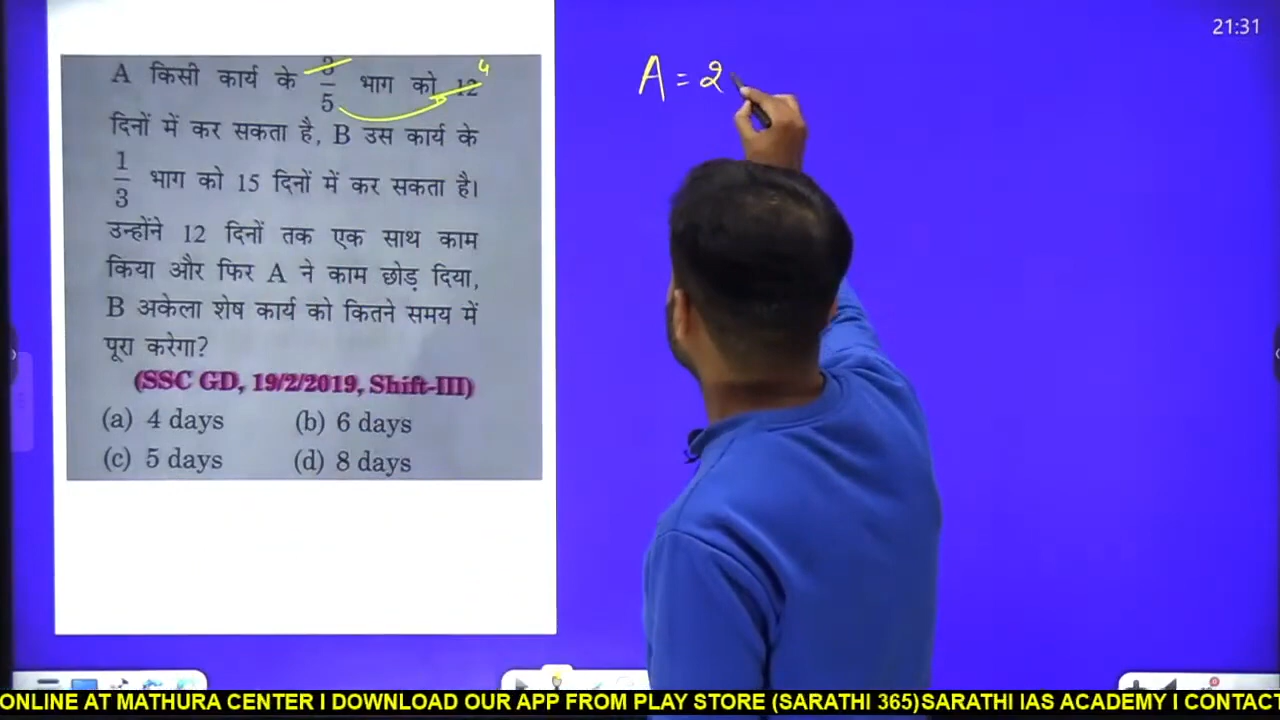 21:31
A किसी कार्य के 3/5 भाग को 12 4
दिनों में कर सकता है, B उस कार्य के
1/3 भाग को 15 दिनों में कर सकता है।
उन्होंने 12 दिनों तक एक साथ काम
किया और फिर A ने काम छोड़ दिया,
B अकेला शेष कार्य को कितने समय में
पूरा करेगा?
(SSC GD, 19/2/2019, Shift-III)
(a) 4 days (b) 6 days
(c) 5 days (d) 8 days
A = 2
ONLINE AT MATHURA CENTER I DOWNLOAD OUR APP FROM PLAY STORE (SARATHI 365)SARATHI IAS ACADEMY I CONTACT